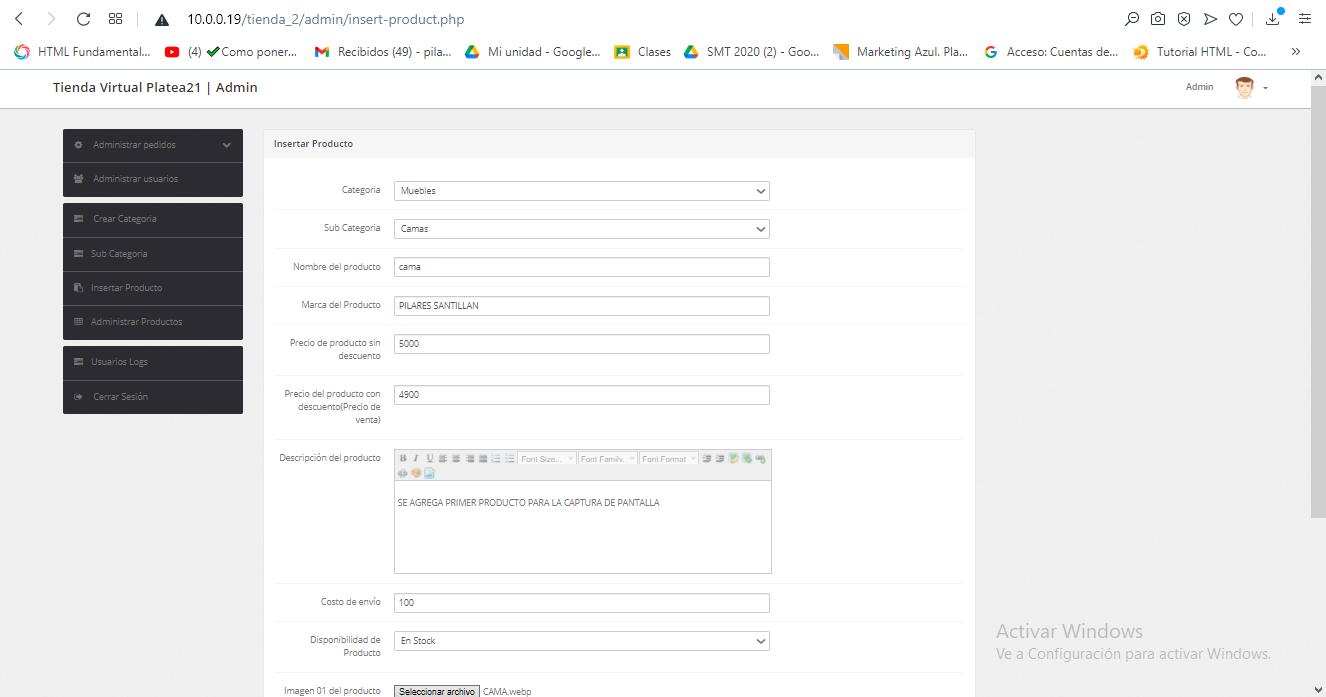 10.0.0.19/tienda_2/admin/insert-product.php
HTML Fundamental... (4) ✔Como poner... Recibidos (49) - pila... Mi unidad - Google... Clases SMT 2020 (2) - Goo... Marketing Azul. Pla... Acceso: Cuentas de... Tutorial HTML - Co... »
Tienda Virtual Platea21 | Admin
Admin
Administrar pedidos
Administrar usuarios
Crear Categoria
Sub Categoria
Insertar Producto
Administrar Productos
Usuarios Logs
Cerrar Sesión
Insertar Producto
Categoria Muebles
Sub Categoria Camas
Nombre del producto cama
Marca del Producto PILARES SANTILLAN
Precio de producto sin 5000
descuento
Precio del producto con 4900
descuento(Precio de
venta)
Descripción del producto B I U Font Size... Font Family. Font Format
SE AGREGA PRIMER PRODUCTO PARA LA CAPTURA DE PANTALLA
Costo de envío 100
Disponibilidad de En Stock
Producto
Imagen 01 del producto Seleccionar archivo CAMA.webp
Activar Windows
Ve a Configuración para activar Windows.